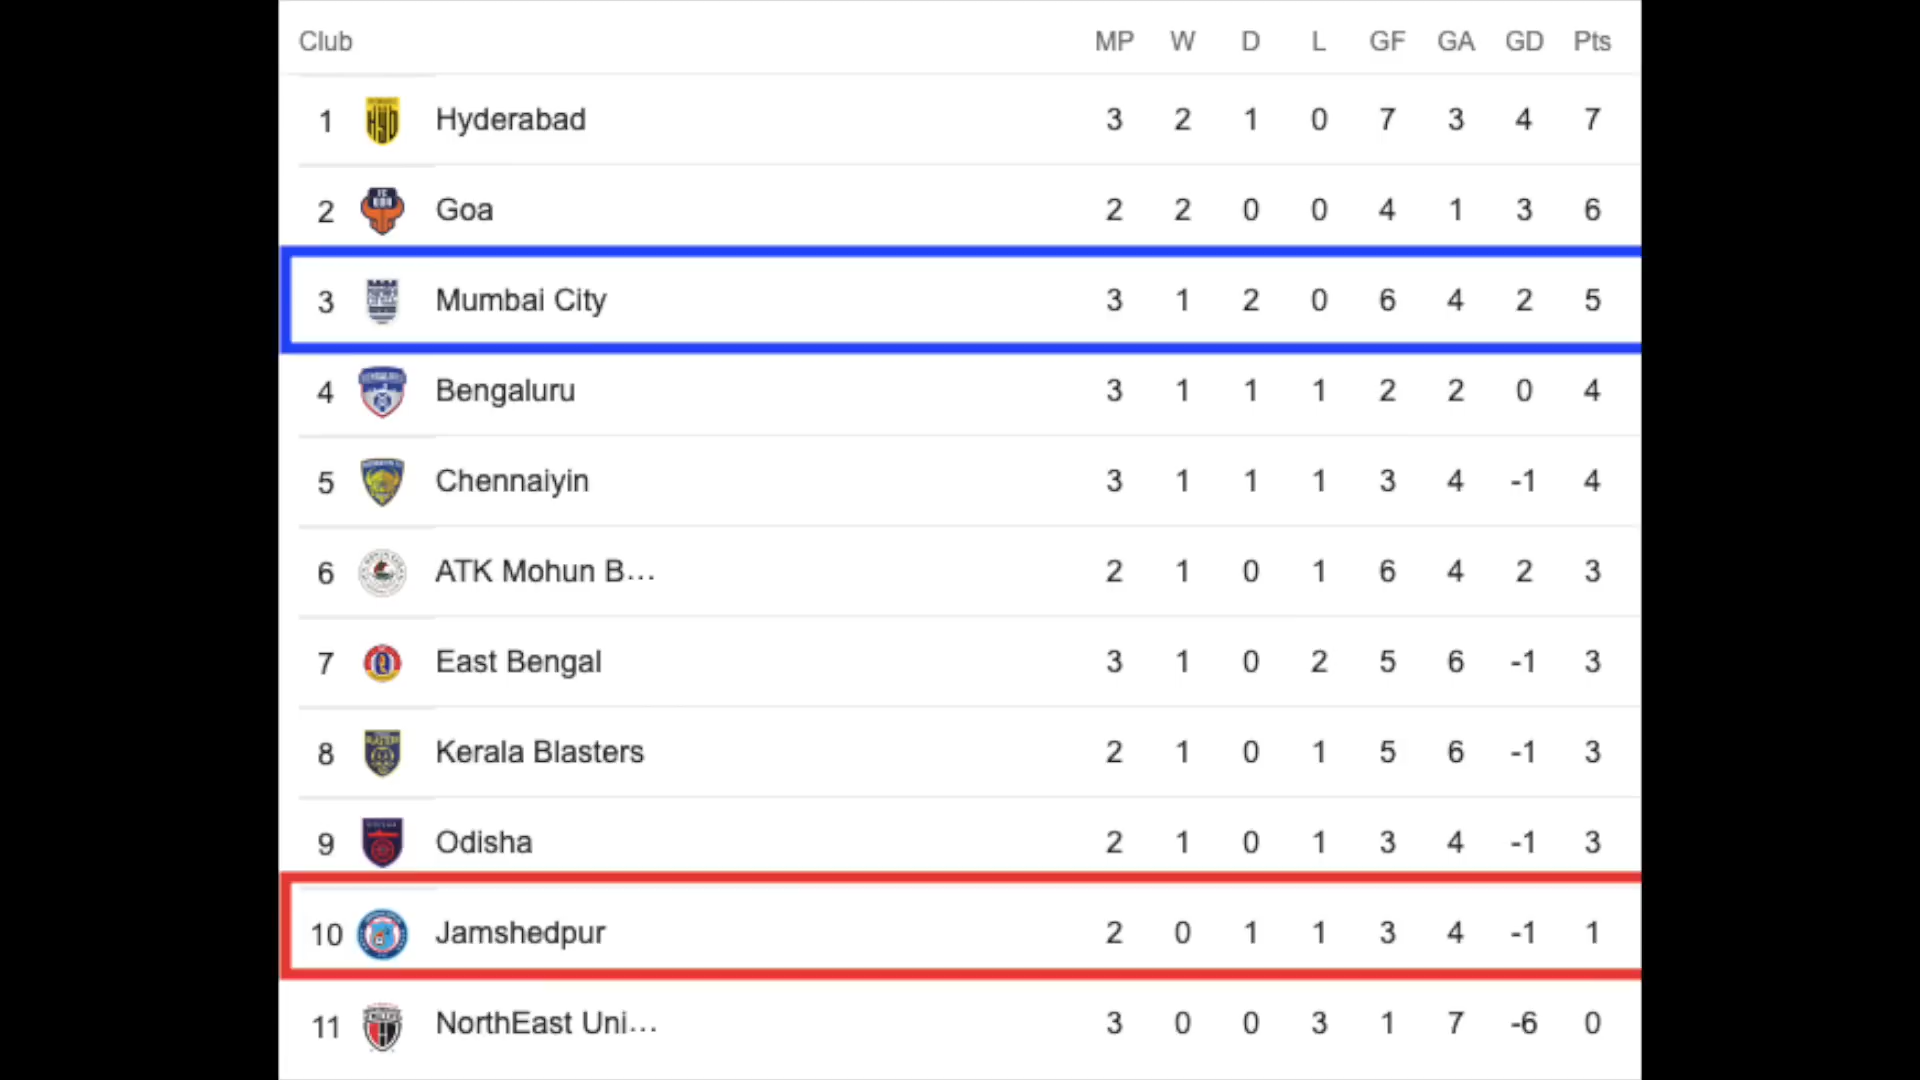 Club MP W D L GF GA GD Pts
1 Hyderabad 3 2 1 0 7 3 4 7
2 Goa 2 2 0 0 4 1 3 6
3 Mumbai City 3 1 2 0 6 4 2 5
4 Bengaluru 3 1 1 1 2 2 0 4
5 Chennaiyin 3 1 1 1 3 4 -1 4
6 ATK Mohun B... 2 1 0 1 6 4 2 3
7 East Bengal 3 1 0 2 5 6 -1 3
8 Kerala Blasters 2 1 0 1 5 6 -1 3
9 Odisha 2 1 0 1 3 4 -1 3
10 Jamshedpur 2 0 1 1 3 4 -1 1
11 NorthEast Uni... 3 0 0 3 1 7 -6 0